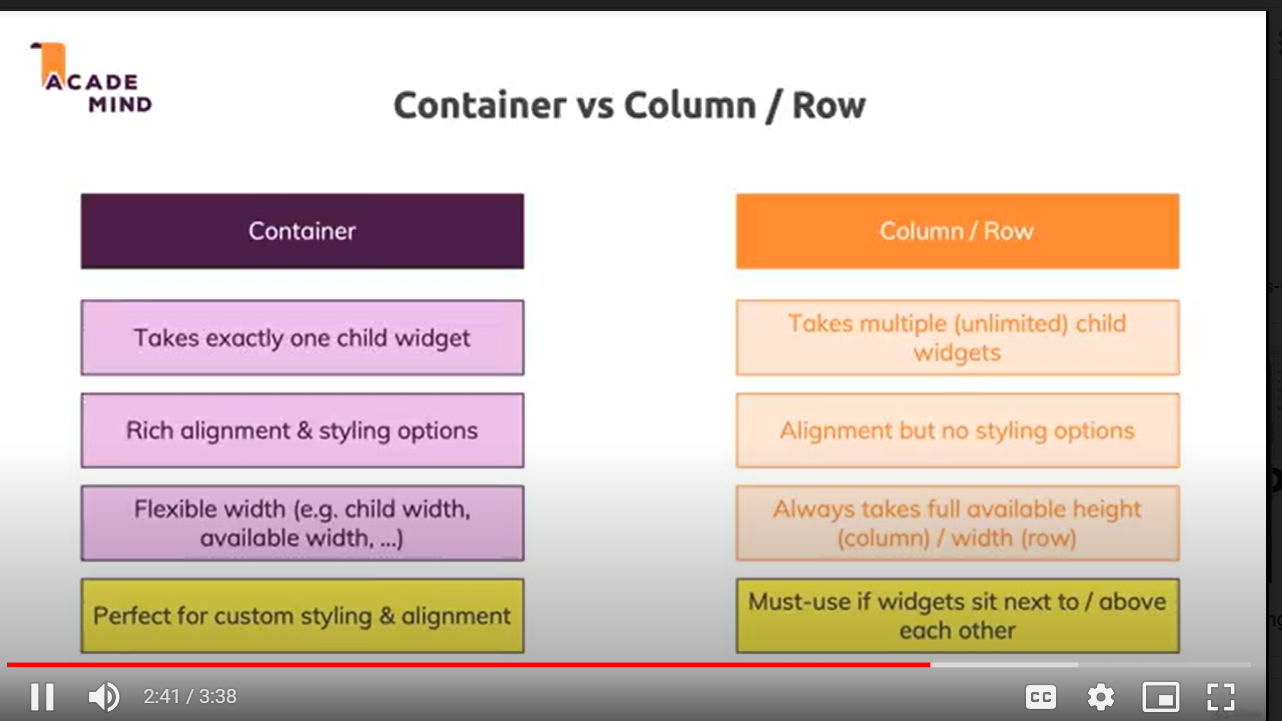 ACADE
MIND
Container vs Column / Row
Container
Takes exactly one child widget
Rich alignment & styling options
Flexible width (e.g. child width,
available width, ...)
Perfect for custom styling & alignment
Column / Row
Takes multiple (unlimited) child
widgets
Alignment but no styling options
Always takes full available height
(column) / width (row)
Must-use if widgets sit next to / above
each other
2:41 / 3:38
CC